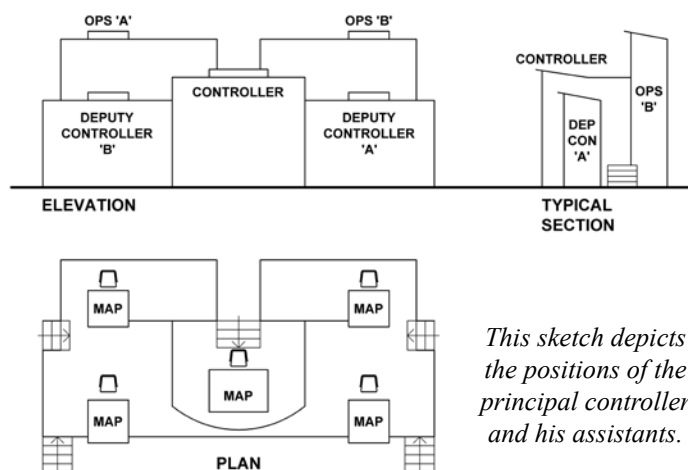 OPS 'A'
OPS 'B'
CONTROLLER
DEPUTY
CONTROLLER
'B'
DEPUTY
CONTROLLER
'A'
ELEVATION
CONTROLLER
OPS
'B'
DEP
CON
'A'
TYPICAL
SECTION
MAP
MAP
MAP
MAP
MAP
PLAN
This sketch depicts
the positions of the
principal controller
and his assistants.